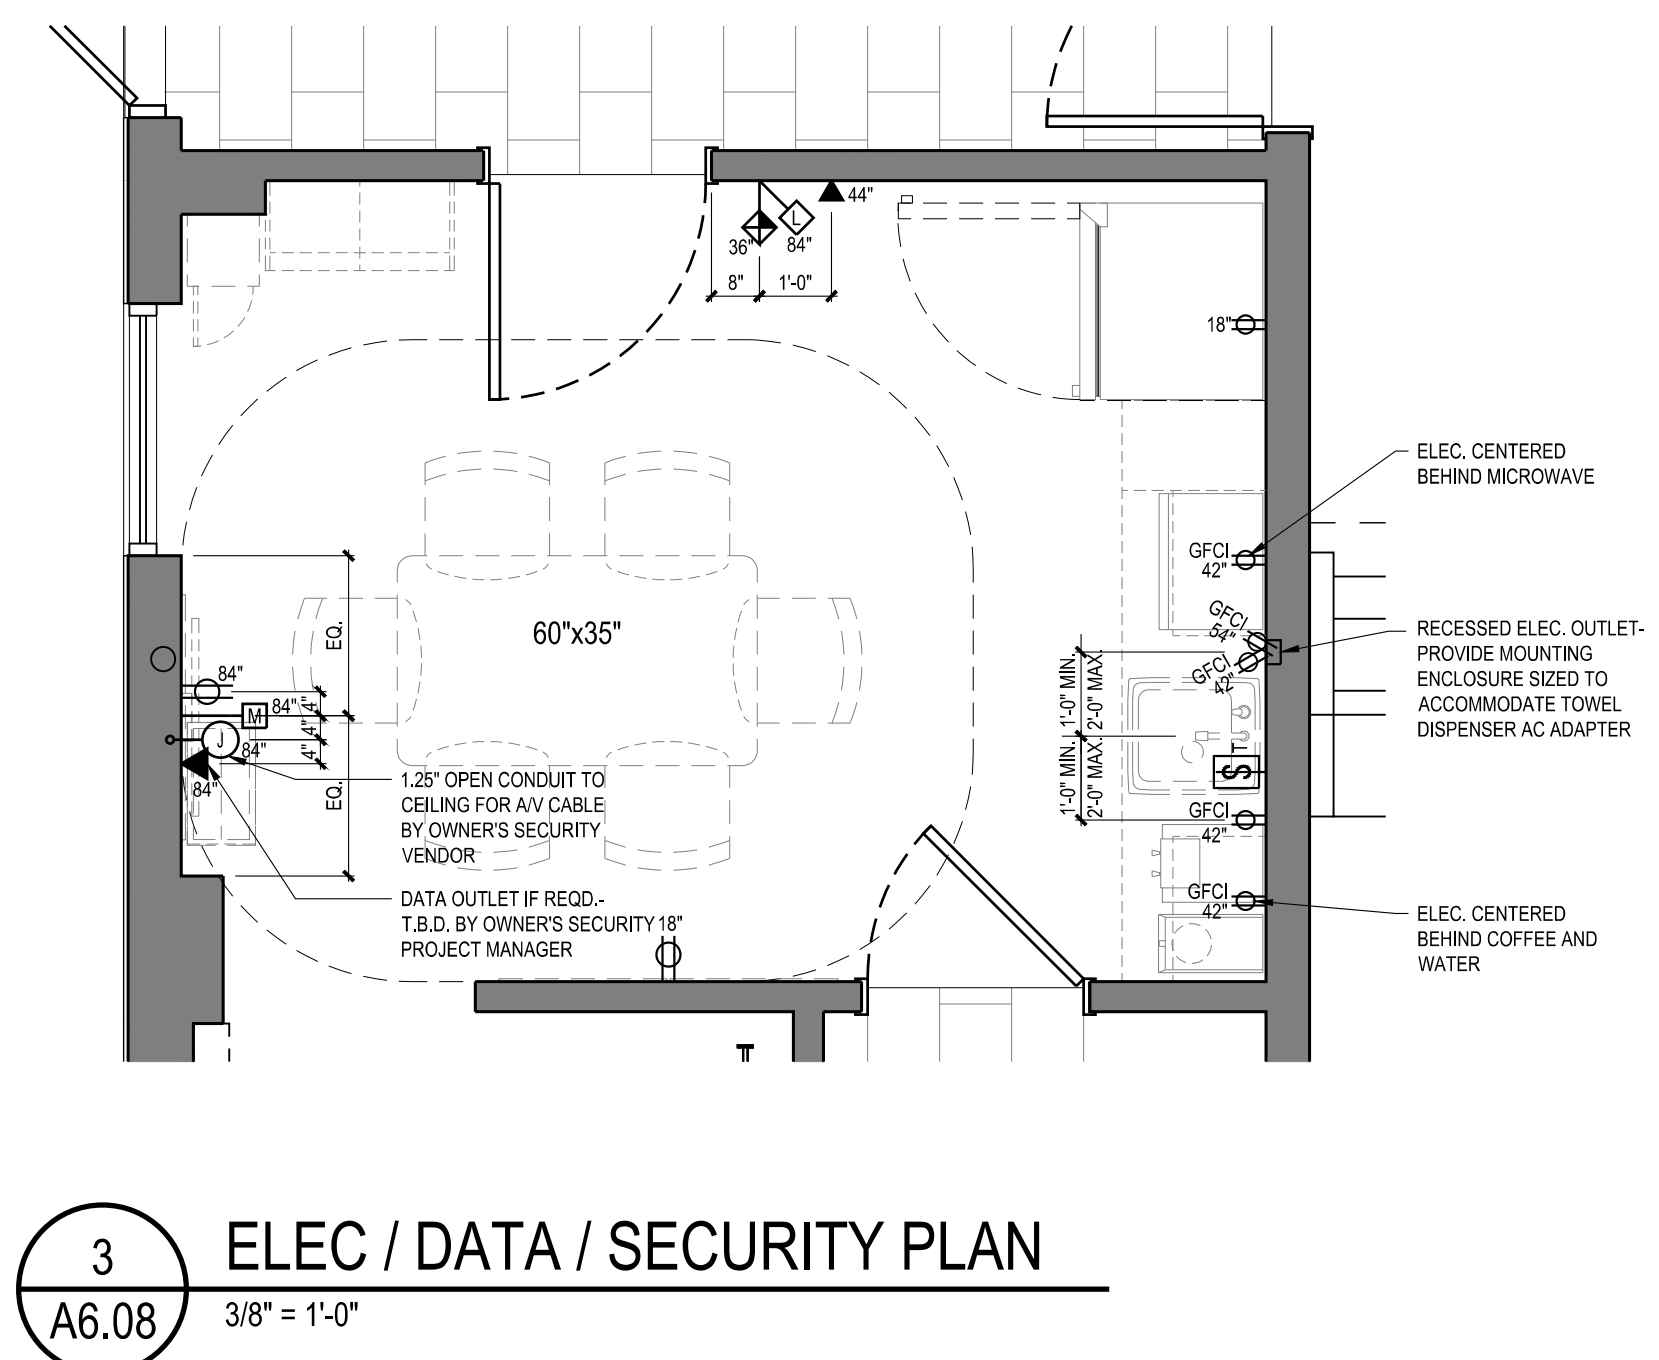 44"
L
36"
84"
8"
1'-0"
18"
ELEC. CENTERED
BEHIND MICROWAVE
GFCI
42"
GFCI
54"
GFCI
42"
RECESSED ELEC. OUTLET-
PROVIDE MOUNTING
ENCLOSURE SIZED TO
ACCOMMODATE TOWEL
DISPENSER AC ADAPTER
60"x35"
EQ.
84"
4"
M
84"
4"
J
84"
4"
84"
EQ.
1'-0" MIN.
2'-0" MAX.
1'-0" MIN.
2'-0" MAX.
T
S
1.25" OPEN CONDUIT TO
CEILING FOR A/V CABLE
BY OWNER'S SECURITY
VENDOR
GFCI
42"
DATA OUTLET IF REQD.-
T.B.D. BY OWNER'S SECURITY
PROJECT MANAGER
18"
GFCI
42"
ELEC. CENTERED
BEHIND COFFEE AND
WATER
3
A6.08
ELEC / DATA / SECURITY PLAN
3/8" = 1'-0"